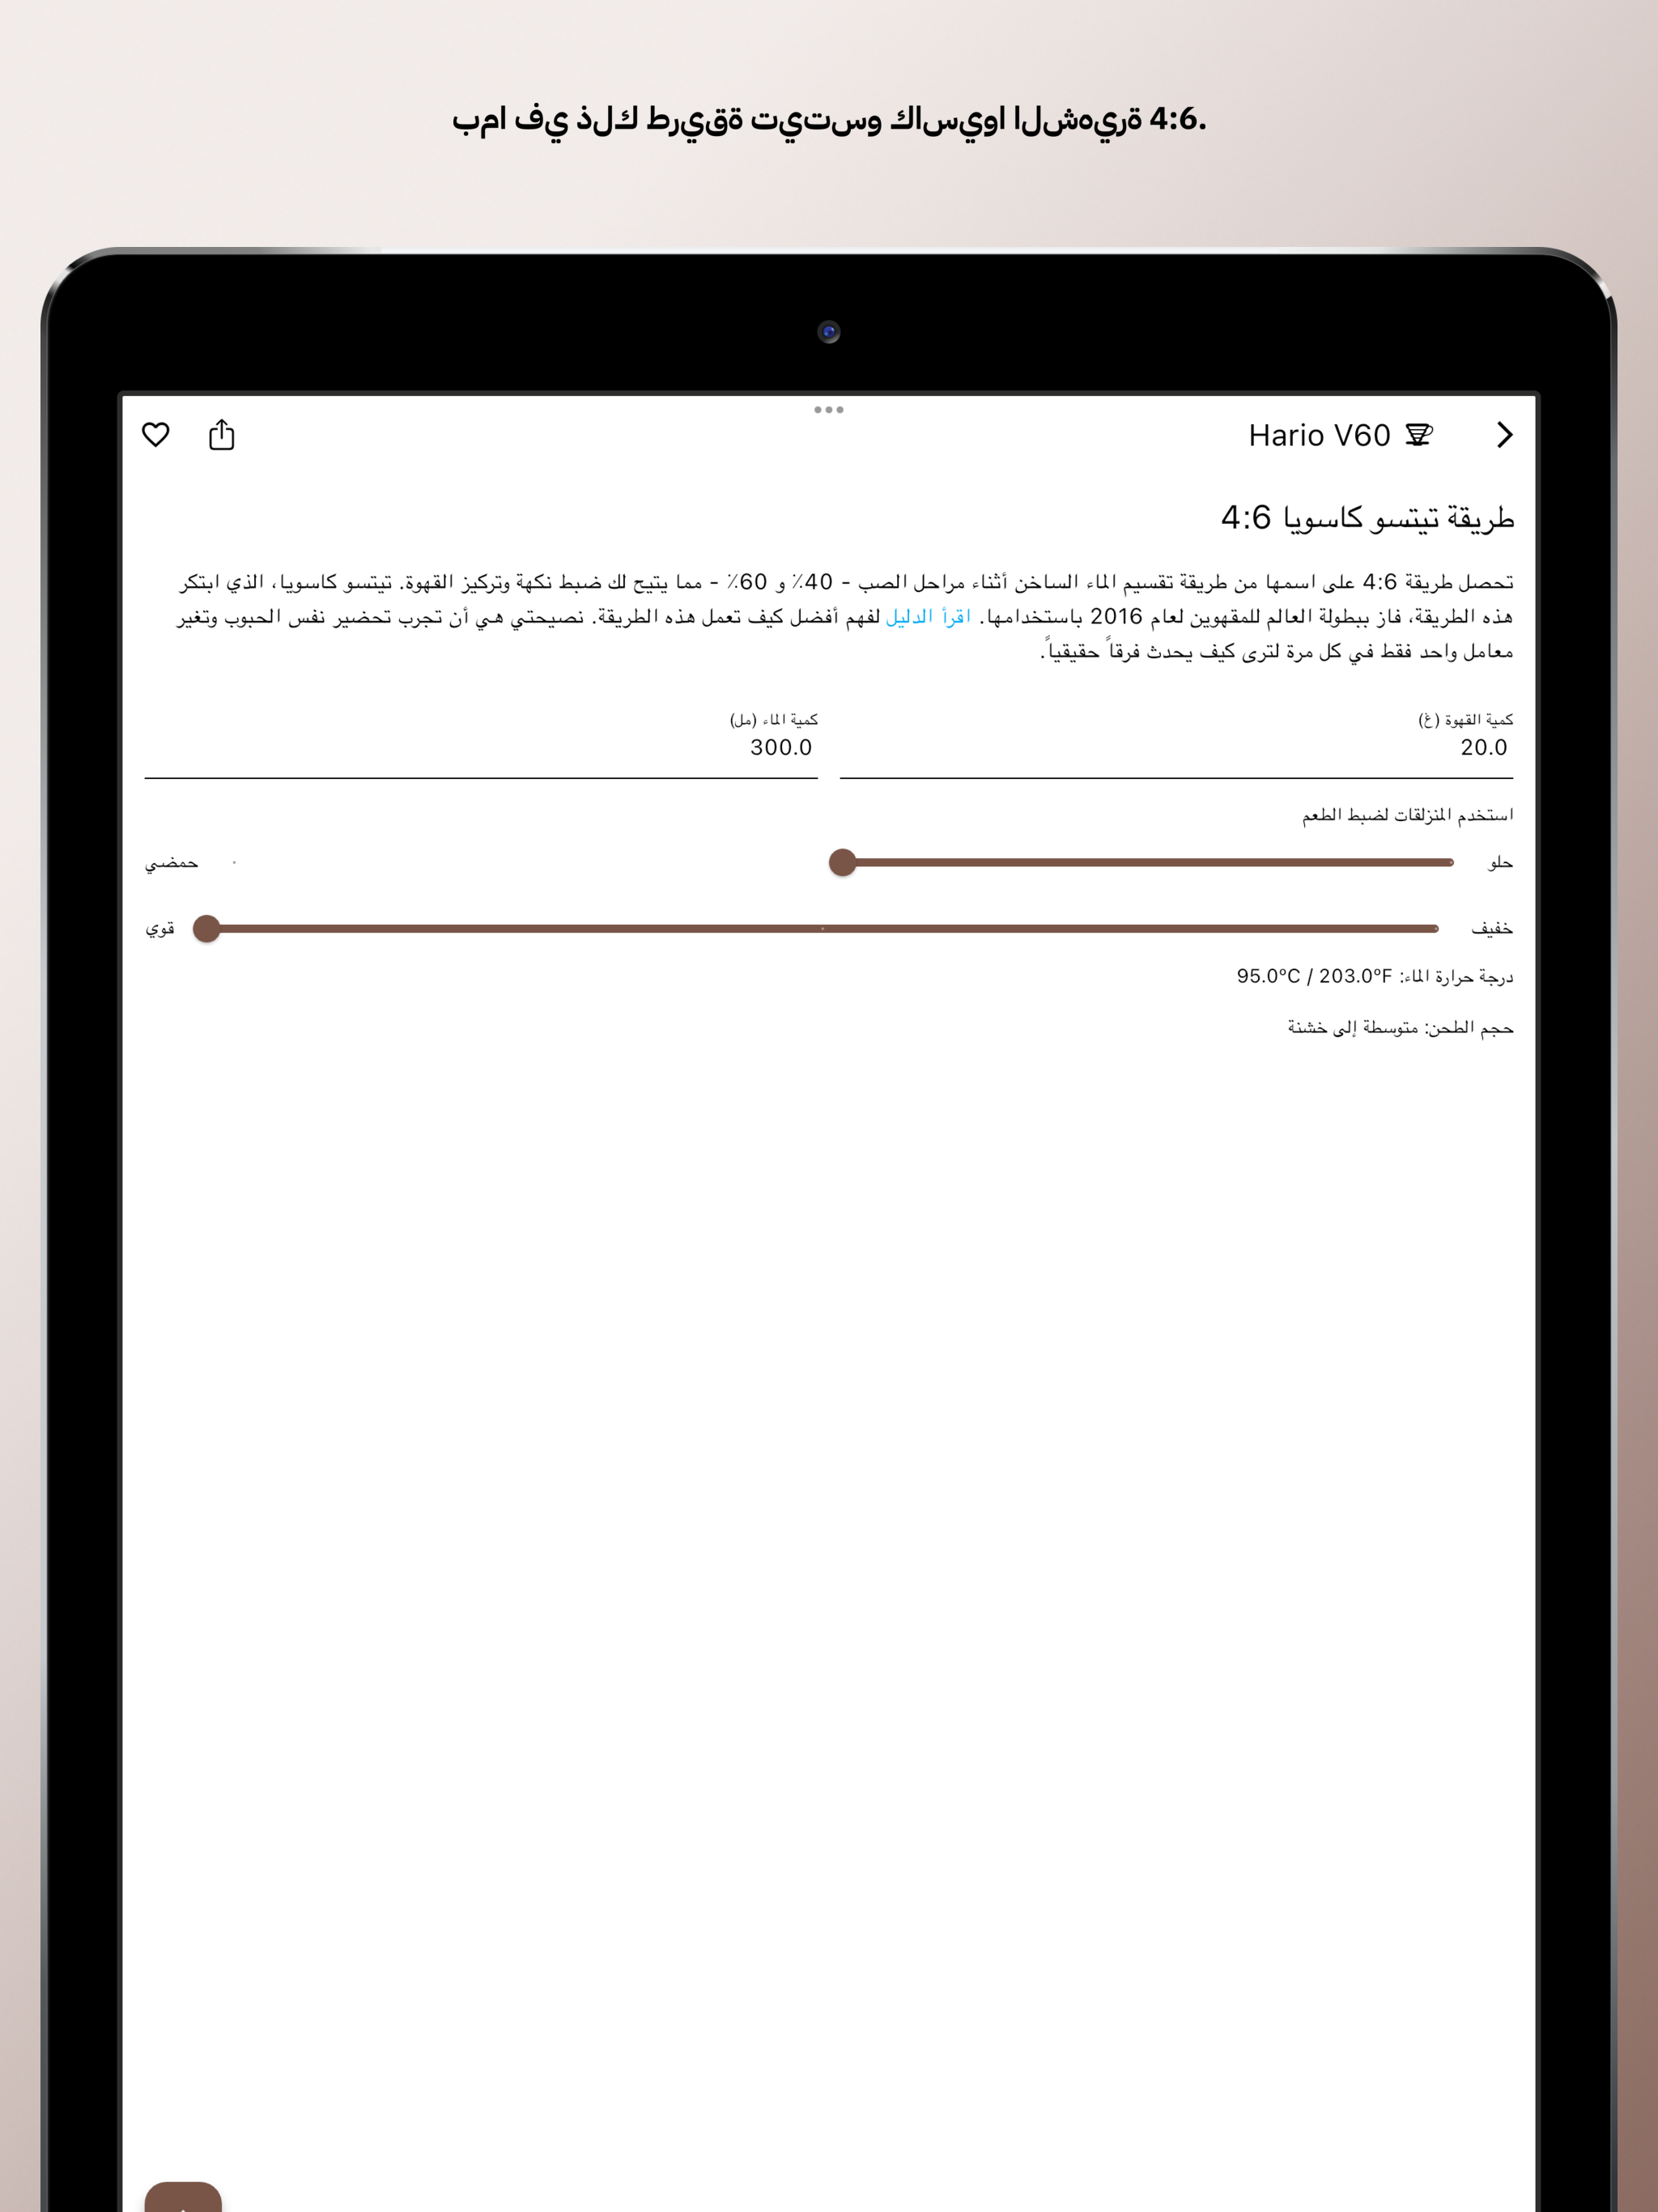 بما في ذلك طريقة تيتسو كاسيوا الشهيرة 4:6.
Hario V60
طريقة تيتسو كاسويا 4:6
تحصل طريقة 4:6 على اسمها من طريقة تقسيم الماء الساخن أثناء مراحل الصب - 40٪ و 60٪ - مما يتيح لك ضبط نكهة وتركيز القهوة. تيتسو كاسويا، الذي ابتكر
هذه الطريقة، فاز ببطولة العالم للمقهوين لعام 2016 باستخدامها. اقرأ الدليل لفهم أفضل كيف تعمل هذه الطريقة. نصيحتي هي أن تجرب تحضير نفس الحبوب وتغير
معامل واحد فقط في كل مرة لترى كيف يحدث فرقاً حقيقياً.
كمية القهوة (غ) كمية الماء (مل)
20.0 300.0
استخدم المنزلقات لضبط الطعم
حلو حمضي
خفيف قوي
درجة حرارة الماء: 95.0ºC / 203.0ºF
حجم الطحن: متوسطة إلى خشنة